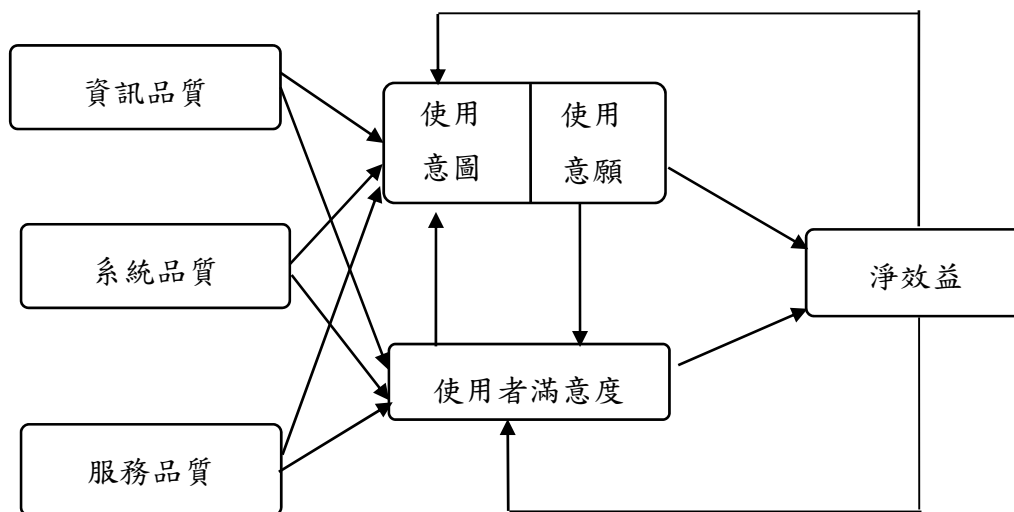 資訊品質
使用
意圖
使用
意願
系統品質
淨效益
使用者滿意度
服務品質